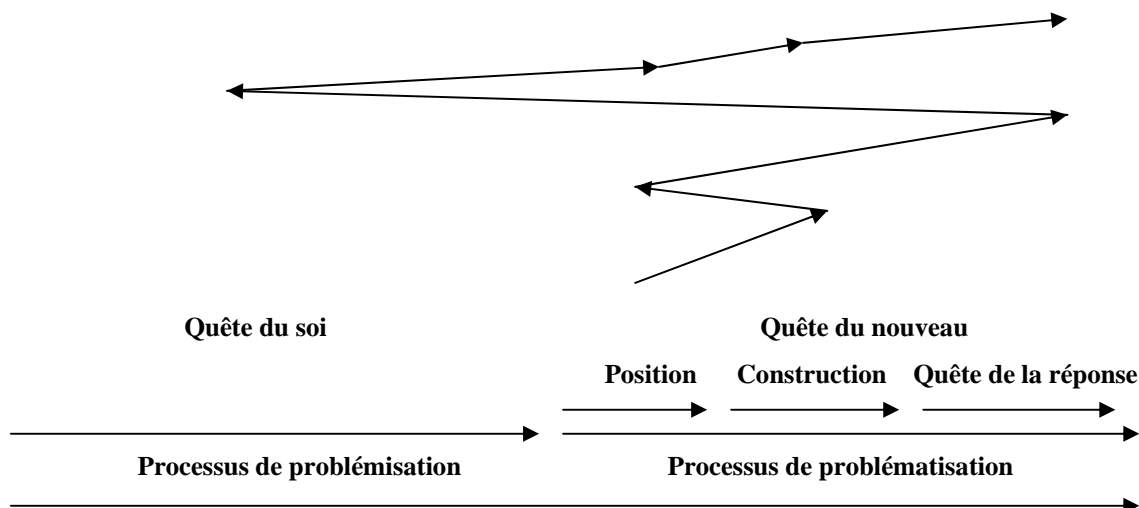 Quête du soi Quête du nouveau
Position Construction Quête de la réponse
Processus de problémisation Processus de problématisation